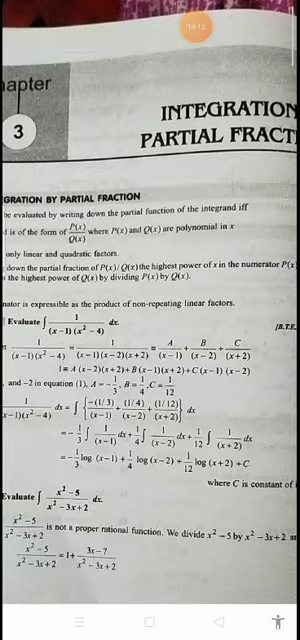 14:12
hapter
3
INTEGRATION
PARTIAL FRACT
GRATION BY PARTIAL FRACTION
be evaluated by writing down the partial function of the integrand iff
d is of the form of P(x)/Q(x) where P(x) and Q(x) are polynomial in x
only linear and quadratic factors.
down the partial fraction of P(x)/ Q(x) the highest power of x in the numerator P(x)
the highest power of Q(x) by dividing P(x) by Q(x).
nator is expressible as the product of non-repeating linear factors.
Evaluate ∫ 1/((x−1)(x²−4)) dx. [B.T.E.
1/((x−1)(x²−4)) = 1/((x−1)(x−2)(x+2)) = A/(x−1) + B/(x−2) + C/(x+2)
1 = A (x−2)(x+2)+B (x−1)(x+2)+C (x−1) (x−2)
, and −2 in equation (1), A = −1/3, B = 1/4, C = 1/12
1/(x−1)(x²−4) dx = ∫ {−(1/3)/(x−1) + (1/4)/(x−2) + (1/12)/(x+2)} dx
= −1/3 ∫ 1/(x−1) dx + 1/4 ∫ 1/(x−2) dx + 1/12 ∫ 1/(x+2) dx
= −1/3 log (x−1) + 1/4 log (x−2) + 1/12 log (x+2) +C
where C is constant of
Evaluate ∫ (x²−5)/(x²−3x+2) dx.
(x²−5)/(x²−3x+2) is not a proper rational function. We divide x²−5 by x²−3x+2
(x²−5)/(x²−3x+2) = 1+ (3x−7)/(x²−3x+2)